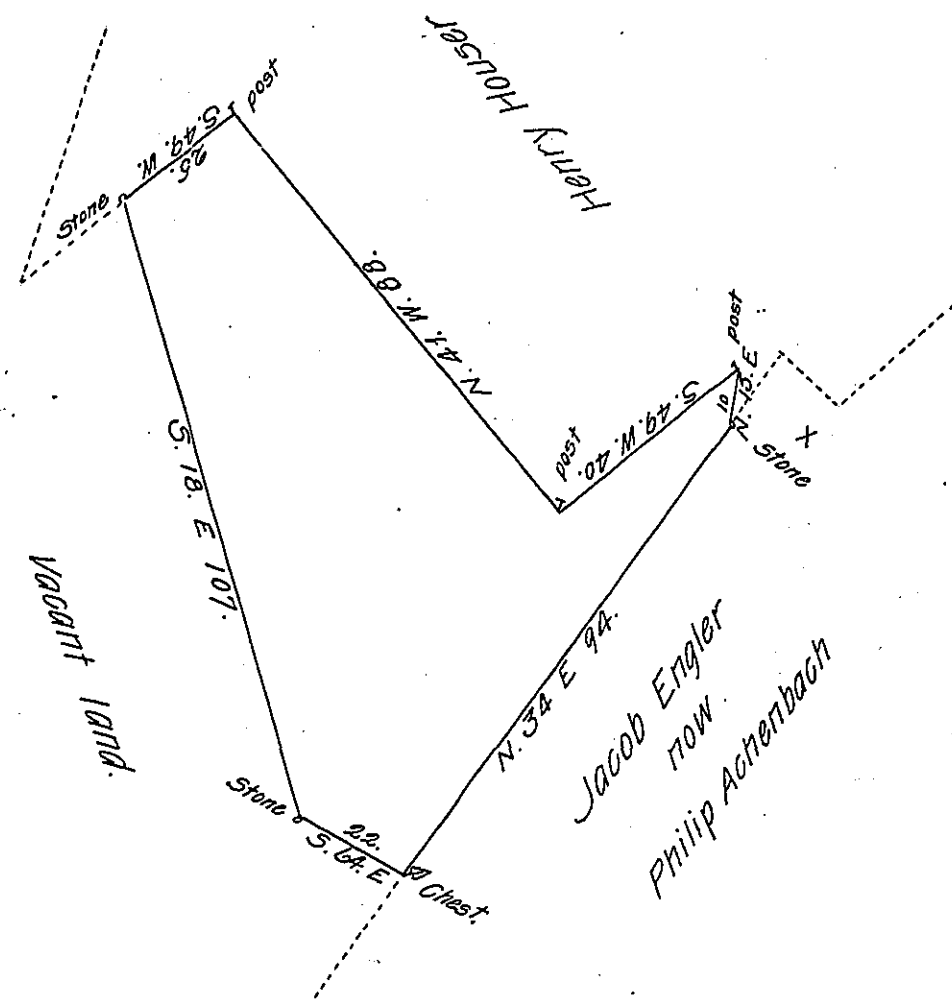 Henry Houser
post
S. 49. W.
25.
Stone
N. 41. W. 88.
post
N. 13. E
10
S. 49. W. 40.
post
X
Stone
S. 18. E 107.
Vacant land.
N. 34 E 94.
Jacob Engler
now.
Philip Achenbach
Stone
22.
S. 64. E
Chest.